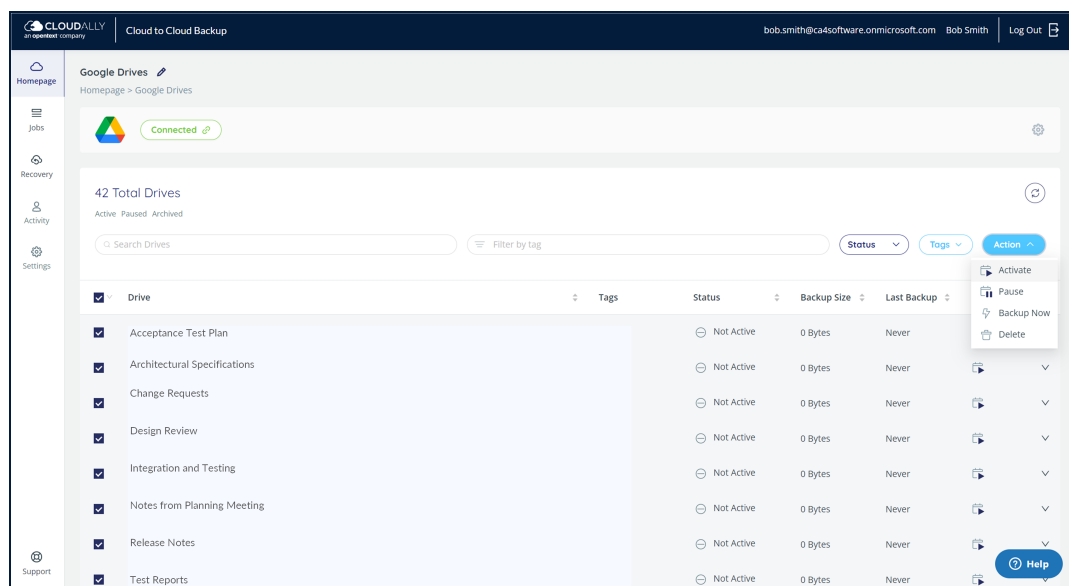 CLOUDALLY
an opentext company
Cloud to Cloud Backup
bob.smith@ca4software.onmicrosoft.com Bob Smith
Log Out
Homepage
Jobs
Recovery
Activity
Settings
Support
Google Drives
Homepage > Google Drives
Connected
42 Total Drives
Active Paused Archived
Search Drives
Filter by tag
Status
Tags
Action
Activate
Pause
Backup Now
Delete
Drive Tags Status Backup Size Last Backup
Acceptance Test Plan Not Active 0 Bytes Never
Architectural Specifications Not Active 0 Bytes Never
Change Requests Not Active 0 Bytes Never
Design Review Not Active 0 Bytes Never
Integration and Testing Not Active 0 Bytes Never
Notes from Planning Meeting Not Active 0 Bytes Never
Release Notes Not Active 0 Bytes Never
Test Reports Not Active 0 Bytes Never
Help